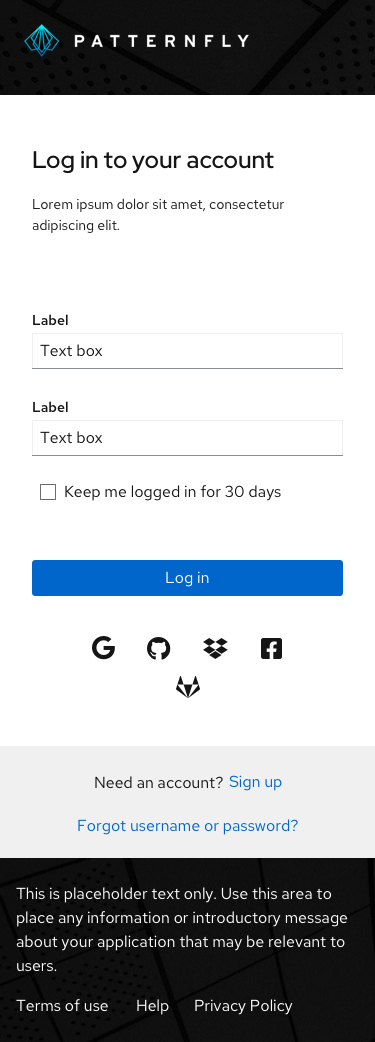 PATTERNFLY
Log in to your account
Lorem ipsum dolor sit amet, consectetur
adipiscing elit.
Label
Text box
Label
Text box
Keep me logged in for 30 days
Log in
Need an account? Sign up
Forgot username or password?
This is placeholder text only. Use this area to
place any information or introductory message
about your application that may be relevant to
users.
Terms of use Help Privacy Policy